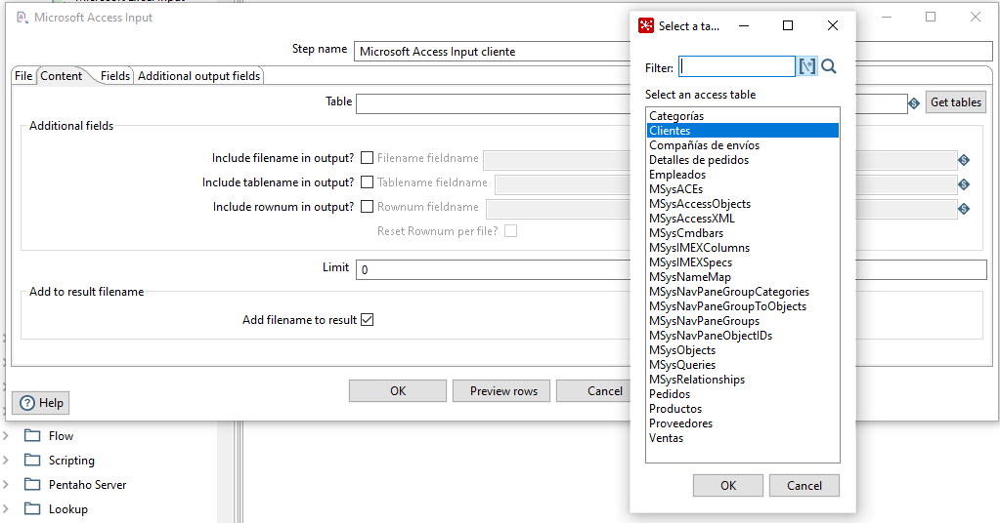 Microsoft Access Input
Step name
Microsoft Access Input cliente
File
Content
Fields
Additional output fields
Table
Get tables
Additional fields
Include filename in output?
Filename fieldname
Include tablename in output?
Tablename fieldname
Include rownum in output?
Rownum fieldname
Reset Rownum per file?
Limit
0
Add to result filename
Add filename to result
OK
Preview rows
Cancel
Help
Flow
Scripting
Pentaho Server
Lookup
Select a ta...
Filter:
Select an access table
Categorías
Clientes
Compañías de envíos
Detalles de pedidos
Empleados
MSysACEs
MSysAccessObjects
MSysAccessXML
MSysCmdbars
MSysIMEXColumns
MSysIMEXSpecs
MSysNameMap
MSysNavPaneGroupCategories
MSysNavPaneGroupToObjects
MSysNavPaneGroups
MSysNavPaneObjectIDs
MSysObjects
MSysQueries
MSysRelationships
Pedidos
Productos
Proveedores
Ventas
OK
Cancel